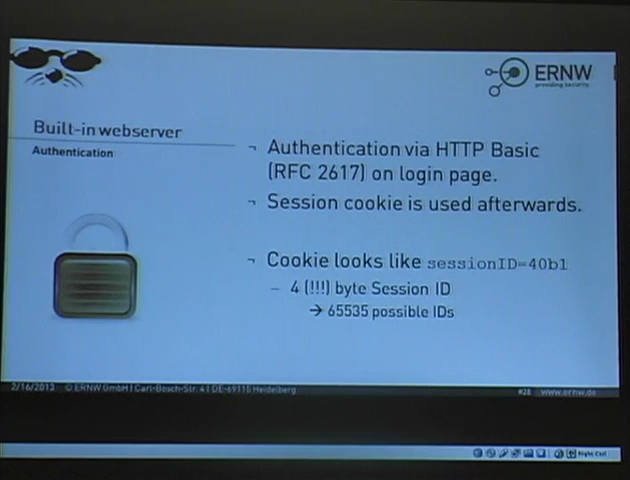 ERNW
providing security.
Built-in webserver
Authentication
¬ Authentication via HTTP Basic
(RFC 2617) on login page.
¬ Session cookie is used afterwards.
¬ Cookie looks like sessionID=40b1
– 4 (!!!) byte Session ID
→ 65535 possible IDs
2/16/2013 © ERNW GmbH | Carl-Bosch-Str. 4 | DE-69115 Heidelberg #28 www.ernw.de
Right Ctrl